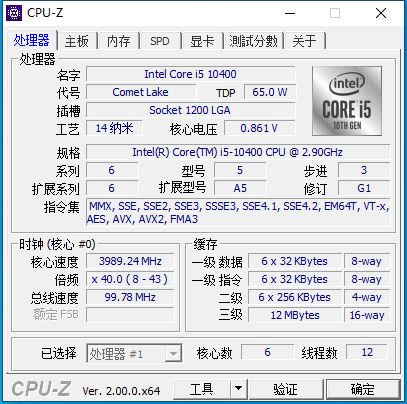 CPU-Z
处理器 主板 内存 SPD 显卡 測試分數 关于
处理器
名字 Intel Core i5 10400
代号 Comet Lake TDP 65.0 W
插槽 Socket 1200 LGA
工艺 14 纳米 核心电压 0.861 V
intel
CORE i5
10TH GEN
规格 Intel(R) Core(TM) i5-10400 CPU @ 2.90GHz
系列 6 型号 5 步进 3
扩展系列 6 扩展型号 A5 修订 G1
指令集 MMX, SSE, SSE2, SSE3, SSSE3, SSE4.1, SSE4.2, EM64T, VT-x,
AES, AVX, AVX2, FMA3
时钟 (核心 #0) 缓存
核心速度 3989.24 MHz 一级 数据 6 x 32 KBytes 8-way
倍频 x 40.0 ( 8 - 43 ) 一级 指令 6 x 32 KBytes 8-way
总线速度 99.78 MHz 二级 6 x 256 KBytes 4-way
额定 FSB 三级 12 MBytes 16-way
已选择 处理器 #1 核心数 6 线程数 12
CPU-Z Ver. 2.00.0.x64 工具 验证 确定